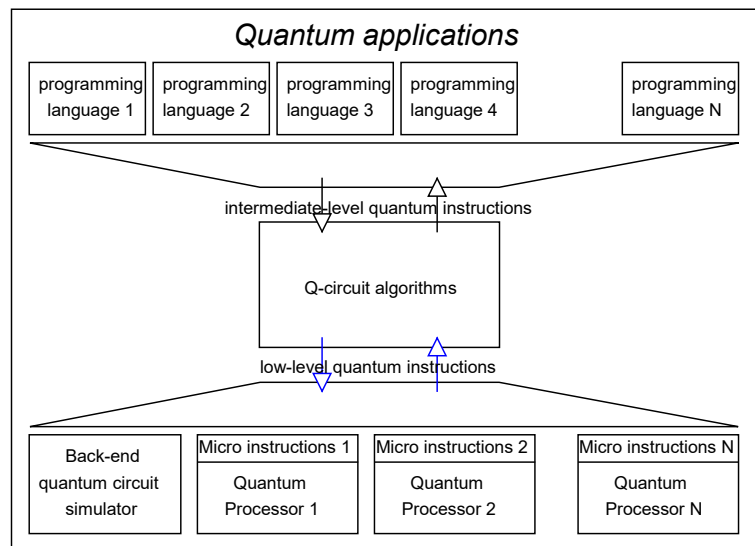 Quantum applications
programming programming programming programming programming
language 1 language 2 language 3 language 4 language N
intermediate-level quantum instructions
Q-circuit algorithms
low-level quantum instructions
Back-end
quantum circuit
simulator
Micro instructions 1
Quantum
Processor 1
Micro instructions 2
Quantum
Processor 2
Micro instructions N
Quantum
Processor N